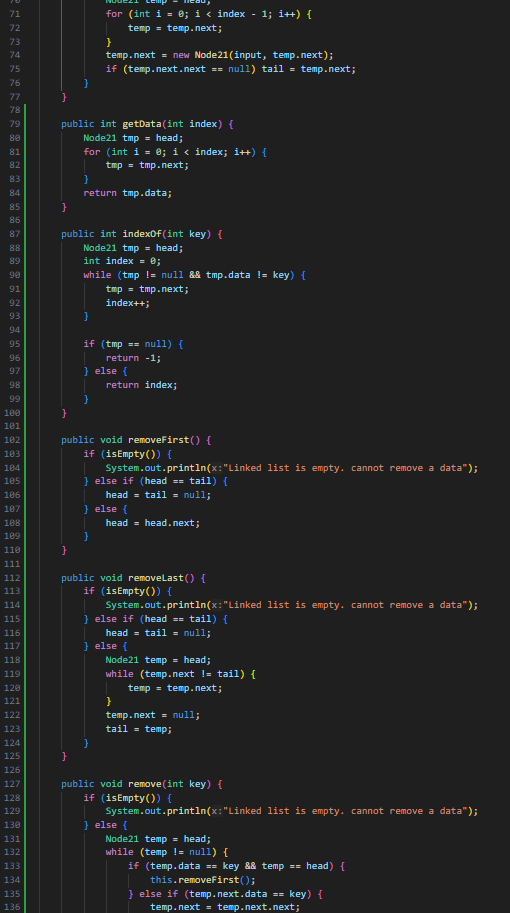 70 Node21 temp = head;
71 for (int i = 0; i < index - 1; i++) {
72 temp = temp.next;
73 }
74 temp.next = new Node21(input, temp.next);
75 if (temp.next.next == null) tail = temp.next;
76 }
77 }
78
79 public int getData(int index) {
80 Node21 tmp = head;
81 for (int i = 0; i < index; i++) {
82 tmp = tmp.next;
83 }
84 return tmp.data;
85 }
86
87 public int indexOf(int key) {
88 Node21 tmp = head;
89 int index = 0;
90 while (tmp != null && tmp.data != key) {
91 tmp = tmp.next;
92 index++;
93 }
94
95 if (tmp == null) {
96 return -1;
97 } else {
98 return index;
99 }
100 }
101
102 public void removeFirst() {
103 if (isEmpty()) {
104 System.out.println(x:"Linked list is empty. cannot remove a data");
105 } else if (head == tail) {
106 head = tail = null;
107 } else {
108 head = head.next;
109 }
110 }
111
112 public void removeLast() {
113 if (isEmpty()) {
114 System.out.println(x:"Linked list is empty. cannot remove a data");
115 } else if (head == tail) {
116 head = tail = null;
117 } else {
118 Node21 temp = head;
119 while (temp.next != tail) {
120 temp = temp.next;
121 }
122 temp.next = null;
123 tail = temp;
124 }
125 }
126
127 public void remove(int key) {
128 if (isEmpty()) {
129 System.out.println(x:"Linked list is empty. cannot remove a data");
130 } else {
131 Node21 temp = head;
132 while (temp != null) {
133 if (temp.data == key && temp == head) {
134 this.removeFirst();
135 } else if (temp.next.data == key) {
136 temp.next = temp.next.next;